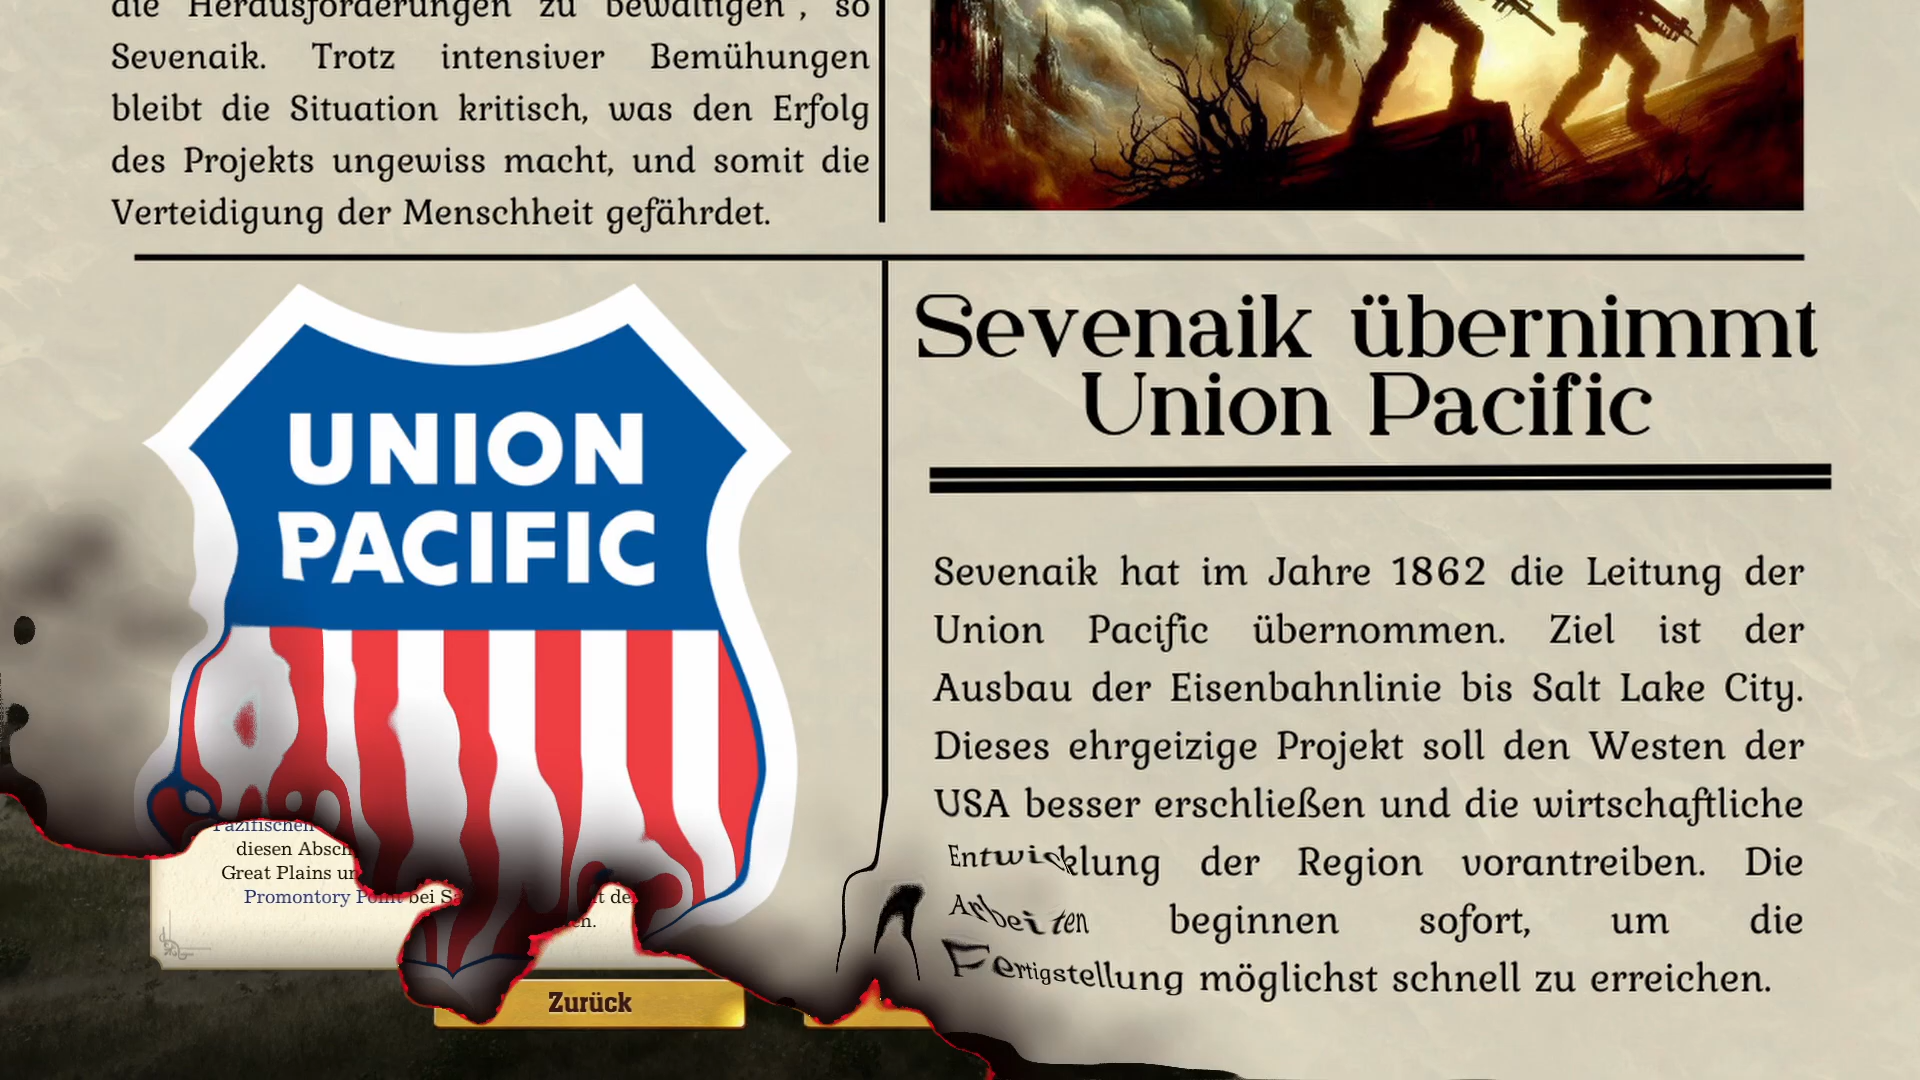 die Herausforderungen zu bewältigen", so
Sevenaik. Trotz intensiver Bemühungen
bleibt die Situation kritisch, was den Erfolg
des Projekts ungewiss macht, und somit die
Verteidigung der Menschheit gefährdet.
UNION
PACIFIC
Sevenaik übernimmt
Union Pacific
Sevenaik hat im Jahre 1862 die Leitung der
Union Pacific übernommen. Ziel ist der
Ausbau der Eisenbahnlinie bis Salt Lake City.
Dieses ehrgeizige Projekt soll den Westen der
USA besser erschließen und die wirtschaftliche
Entwicklung der Region vorantreiben. Die
Arbeiten beginnen sofort, um die
Fertigstellung möglichst schnell zu erreichen.
Pazifischen
diesen
Great Plains
Promontory Point bei
Zurück